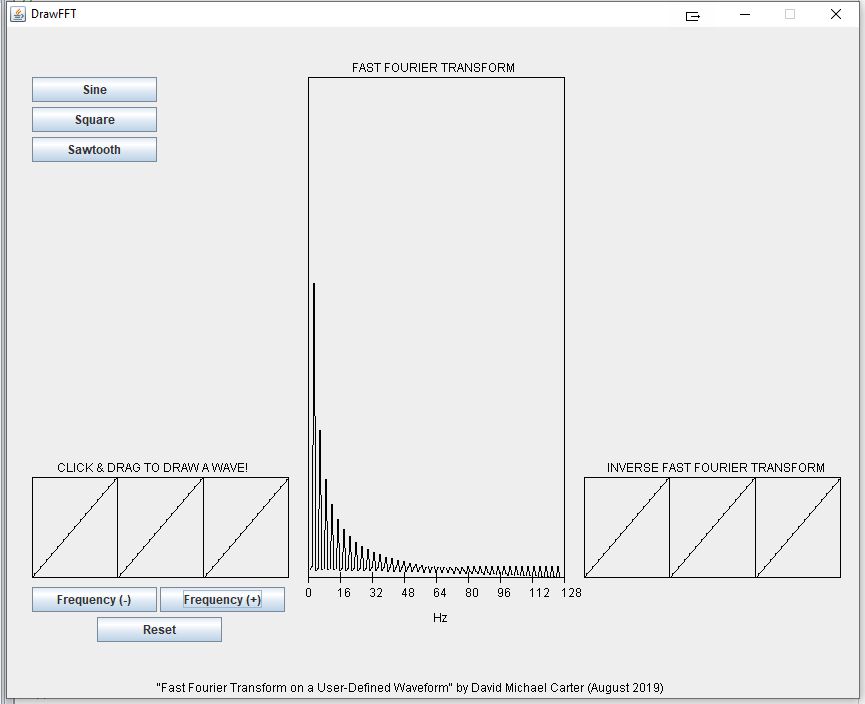 DrawFFT
FAST FOURIER TRANSFORM
Sine
Square
Sawtooth
CLICK & DRAG TO DRAW A WAVE!
INVERSE FAST FOURIER TRANSFORM
0 16 32 48 64 80 96 112 128
Hz
Frequency (-)
Frequency (+)
Reset
"Fast Fourier Transform on a User-Defined Waveform" by David Michael Carter (August 2019)